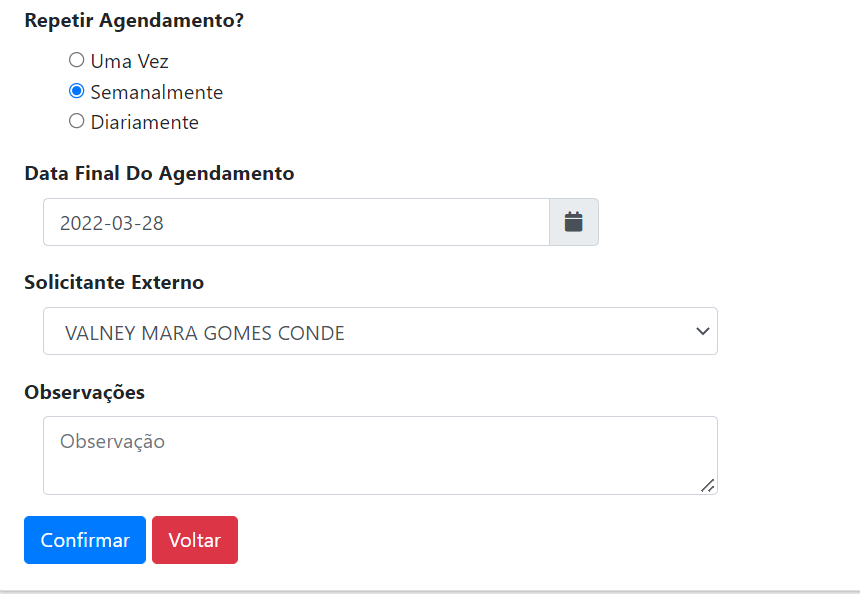 Repetir Agendamento?
Uma Vez
Semanalmente
Diariamente
Data Final Do Agendamento
2022-03-28
Solicitante Externo
VALNEY MARA GOMES CONDE
Observações
Observação
Confirmar Voltar